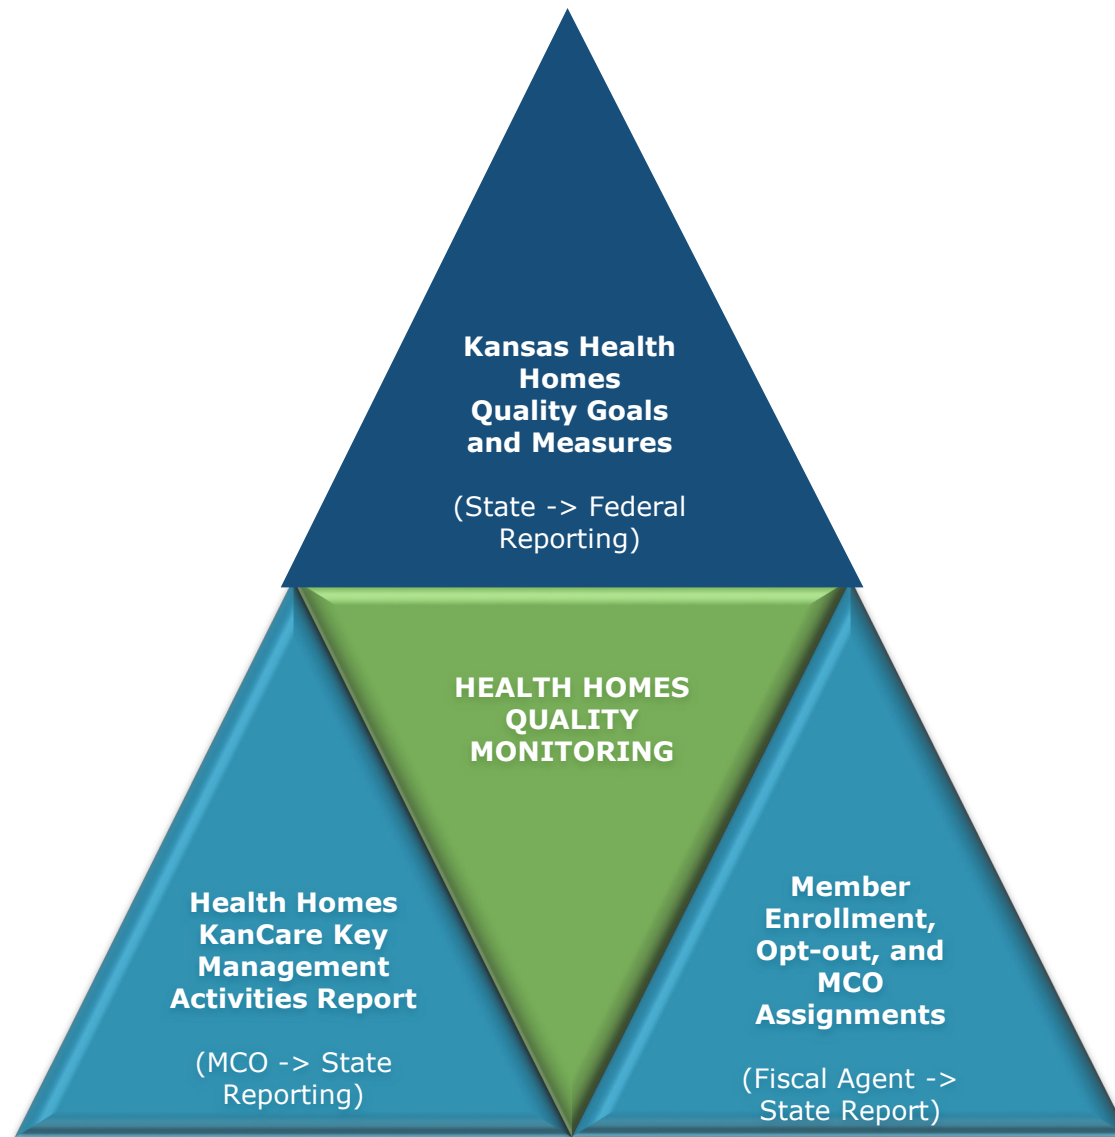 Kansas Health
Homes
Quality Goals
and Measures
(State -> Federal
Reporting)
HEALTH HOMES
QUALITY
MONITORING
Health Homes
KanCare Key
Management
Activities Report
(MCO -> State
Reporting)
Member
Enrollment,
Opt-out, and
MCO
Assignments
(Fiscal Agent ->
State Report)